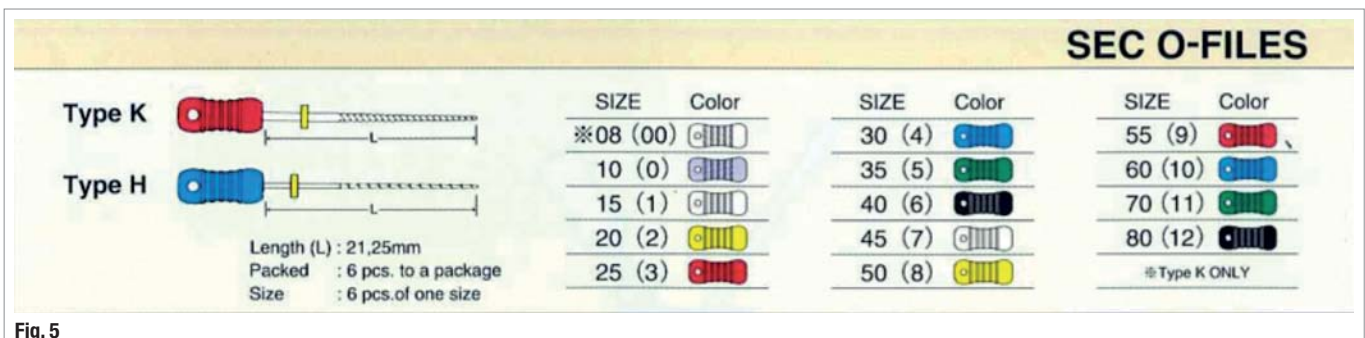 SEC O-FILES
Type K
L
Type H
L
Length (L) : 21,25mm
Packed : 6 pcs. to a package
Size : 6 pcs.of one size
SIZE Color
※08 (00)
10 (0)
15 (1)
20 (2)
25 (3)
SIZE Color
30 (4)
35 (5)
40 (6)
45 (7)
50 (8)
SIZE Color
55 (9)
60 (10)
70 (11)
80 (12)
※Type K ONLY
Fig. 5